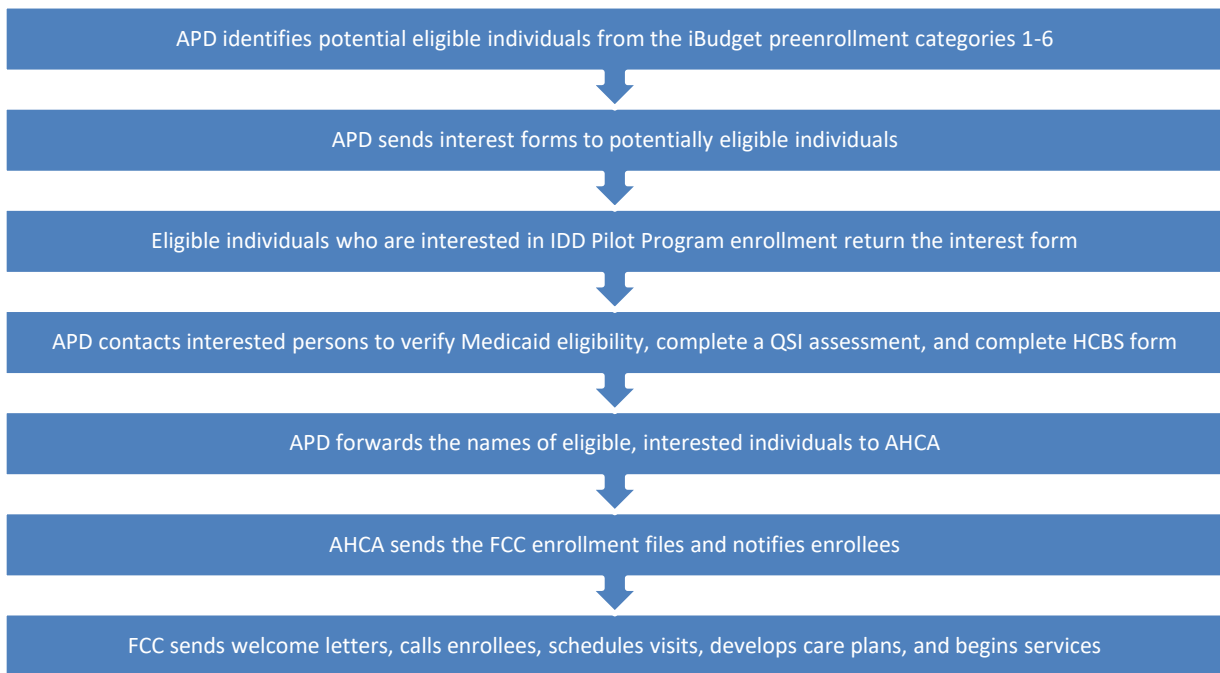 APD identifies potential eligible individuals from the iBudget preenrollment categories 1-6
APD sends interest forms to potentially eligible individuals
Eligible individuals who are interested in IDD Pilot Program enrollment return the interest form
APD contacts interested persons to verify Medicaid eligibility, complete a QSI assessment, and complete HCBS form
APD forwards the names of eligible, interested individuals to AHCA
AHCA sends the FCC enrollment files and notifies enrollees
FCC sends welcome letters, calls enrollees, schedules visits, develops care plans, and begins services